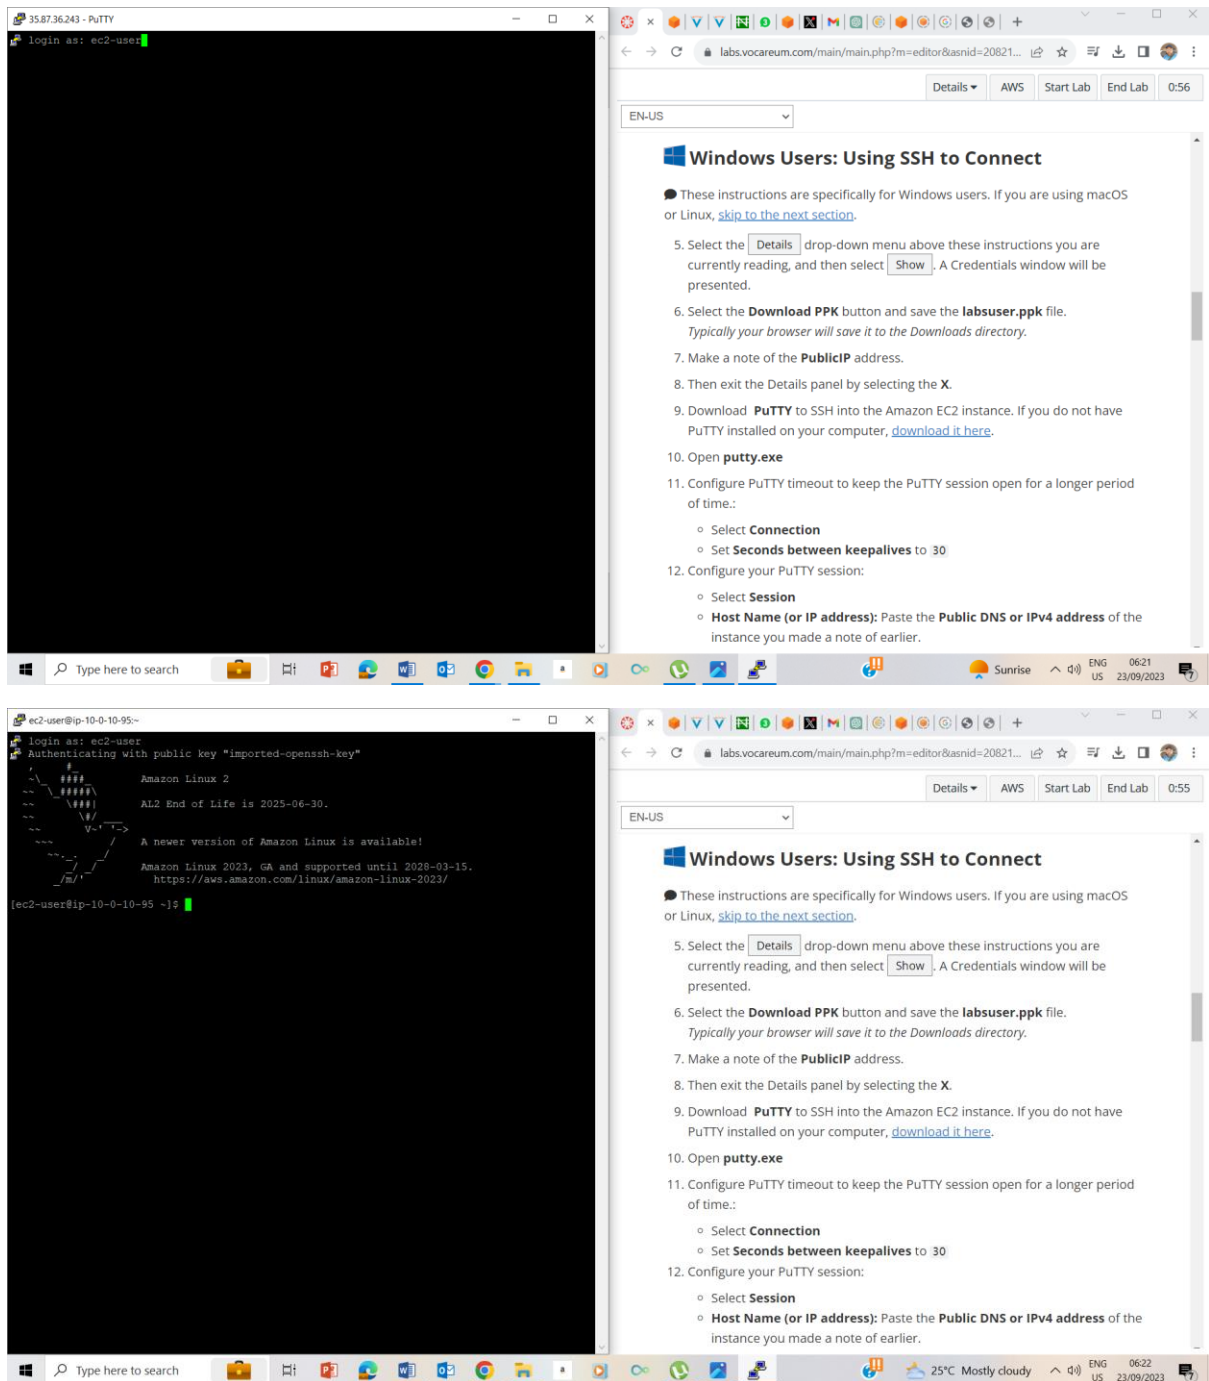 35.87.36.243 - PuTTY
login as: ec2-user
labs.vocareum.com/main/main.php?m=editor&asnid=20821...
Details AWS Start Lab End Lab 0:56
EN-US
Windows Users: Using SSH to Connect
These instructions are specifically for Windows users. If you are using macOS
or Linux, skip to the next section.
5. Select the Details drop-down menu above these instructions you are
currently reading, and then select Show . A Credentials window will be
presented.
6. Select the Download PPK button and save the labsuser.ppk file.
Typically your browser will save it to the Downloads directory.
7. Make a note of the PublicIP address.
8. Then exit the Details panel by selecting the X.
9. Download PuTTY to SSH into the Amazon EC2 instance. If you do not have
PuTTY installed on your computer, download it here.
10. Open putty.exe
11. Configure PuTTY timeout to keep the PuTTY session open for a longer period
of time.:
Select Connection
Set Seconds between keepalives to 30
12. Configure your PuTTY session:
Select Session
Host Name (or IP address): Paste the Public DNS or IPv4 address of the
instance you made a note of earlier.
Type here to search
Sunrise
ENG
US
06:21
23/09/2023
7
ec2-user@ip-10-0-10-95:~
login as: ec2-user
Authenticating with public key "imported-openssh-key"
,     #_
~\_  ####_        Amazon Linux 2
~~  \_#####\
~~     \###|       AL2 End of Life is 2025-06-30.
~~       \#/ ___
~~       V~' '->
~~~         /    A newer version of Amazon Linux is available!
~~._.   _/
_/ _/       Amazon Linux 2023, GA and supported until 2028-03-15.
_/m/'           https://aws.amazon.com/linux/amazon-linux-2023/
[ec2-user@ip-10-0-10-95 ~]$
labs.vocareum.com/main/main.php?m=editor&asnid=20821...
Details AWS Start Lab End Lab 0:55
EN-US
Windows Users: Using SSH to Connect
These instructions are specifically for Windows users. If you are using macOS
or Linux, skip to the next section.
5. Select the Details drop-down menu above these instructions you are
currently reading, and then select Show . A Credentials window will be
presented.
6. Select the Download PPK button and save the labsuser.ppk file.
Typically your browser will save it to the Downloads directory.
7. Make a note of the PublicIP address.
8. Then exit the Details panel by selecting the X.
9. Download PuTTY to SSH into the Amazon EC2 instance. If you do not have
PuTTY installed on your computer, download it here.
10. Open putty.exe
11. Configure PuTTY timeout to keep the PuTTY session open for a longer period
of time.:
Select Connection
Set Seconds between keepalives to 30
12. Configure your PuTTY session:
Select Session
Host Name (or IP address): Paste the Public DNS or IPv4 address of the
instance you made a note of earlier.
Type here to search
25°C Mostly cloudy
ENG
US
06:22
23/09/2023
7